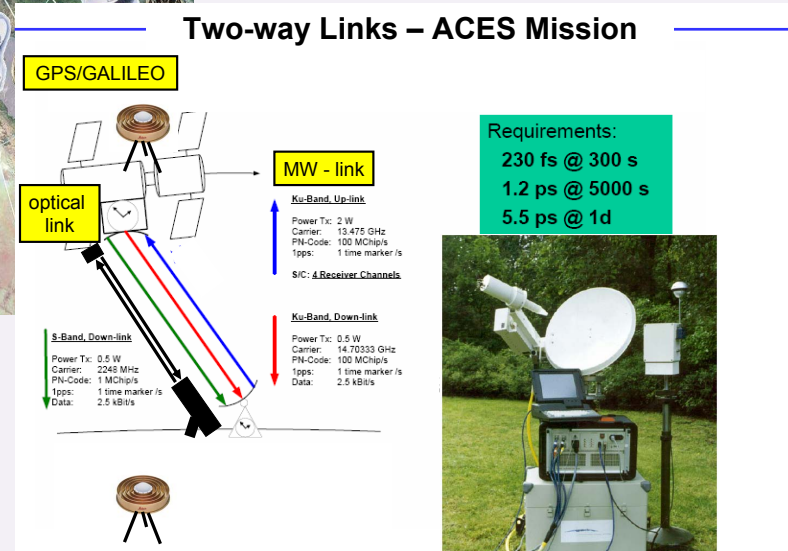 Two-way Links – ACES Mission
GPS/GALILEO
MW - link
optical
link
Requirements:
230 fs @ 300 s
1.2 ps @ 5000 s
5.5 ps @ 1d
Ku-Band, Up-link
Power Tx: 2 W
Carrier: 13.475 GHz
PN-Code: 100 MChip/s
1pps: 1 time marker /s
S/C: 4 Receiver Channels
Ku-Band, Down-link
Power Tx: 0.5 W
Carrier: 14.70333 GHz
PN-Code: 100 MChip/s
1pps: 1 time marker /s
Data: 2.5 kBit/s
S-Band, Down-link
Power Tx: 0.5 W
Carrier: 2248 MHz
PN-Code: 1 MChip/s
1pps: 1 time marker /s
Data: 2.5 kBit/s